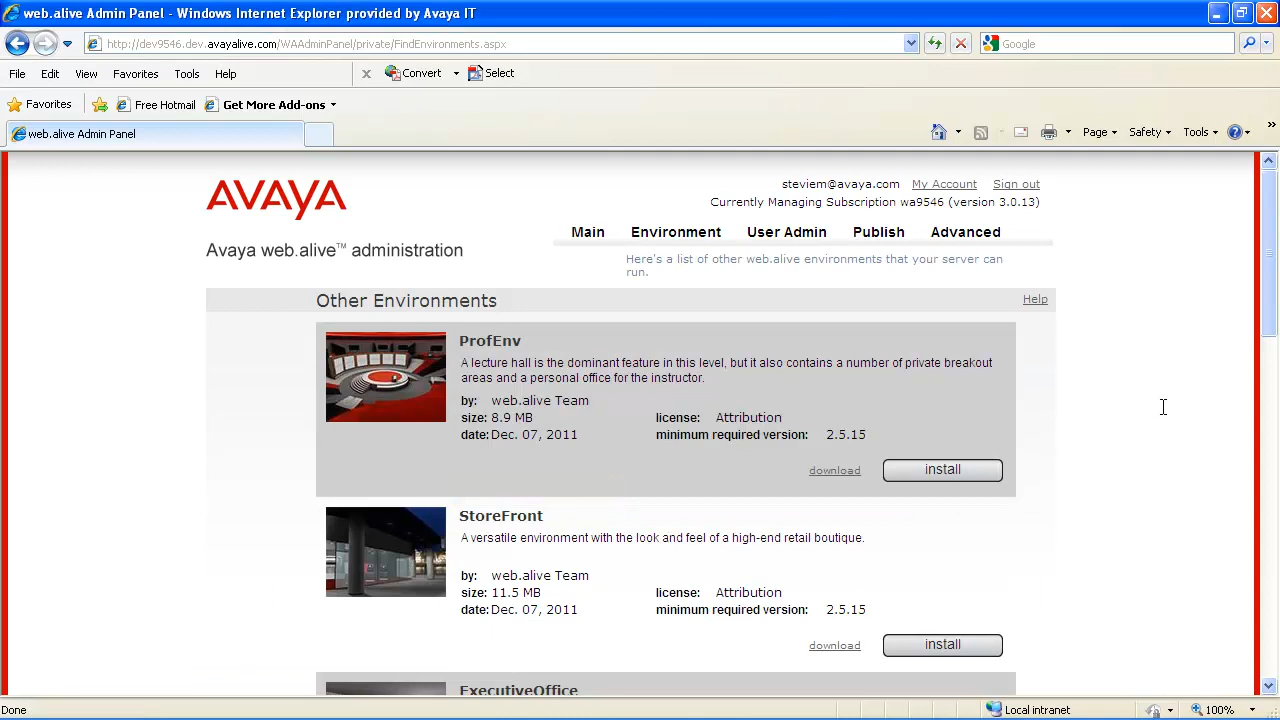 web.alive Admin Panel - Windows Internet Explorer provided by Avaya IT
http://dev9546.dev.avayalive.com/WAAdminPanel/private/FindEnvironments.aspx
Google
File Edit View Favorites Tools Help
Convert Select
Favorites Free Hotmail Get More Add-ons
web.alive Admin Panel
Page Safety Tools
AVAYA
steviem@avaya.com My Account Sign out
Currently Managing Subscription wa9546 (version 3.0.13)
Main Environment User Admin Publish Advanced
Avaya web.alive™ administration
Here's a list of other web.alive environments that your server can
run.
Other Environments
Help
ProfEnv
A lecture hall is the dominant feature in this level, but it also contains a number of private breakout
areas and a personal office for the instructor.
by: web.alive Team
size: 8.9 MB license: Attribution
date: Dec. 07, 2011 minimum required version: 2.5.15
download install
StoreFront
A versatile environment with the look and feel of a high-end retail boutique.
by: web.alive Team
size: 11.5 MB license: Attribution
date: Dec. 07, 2011 minimum required version: 2.5.15
download install
ExecutiveOffice
Done Local intranet 100%